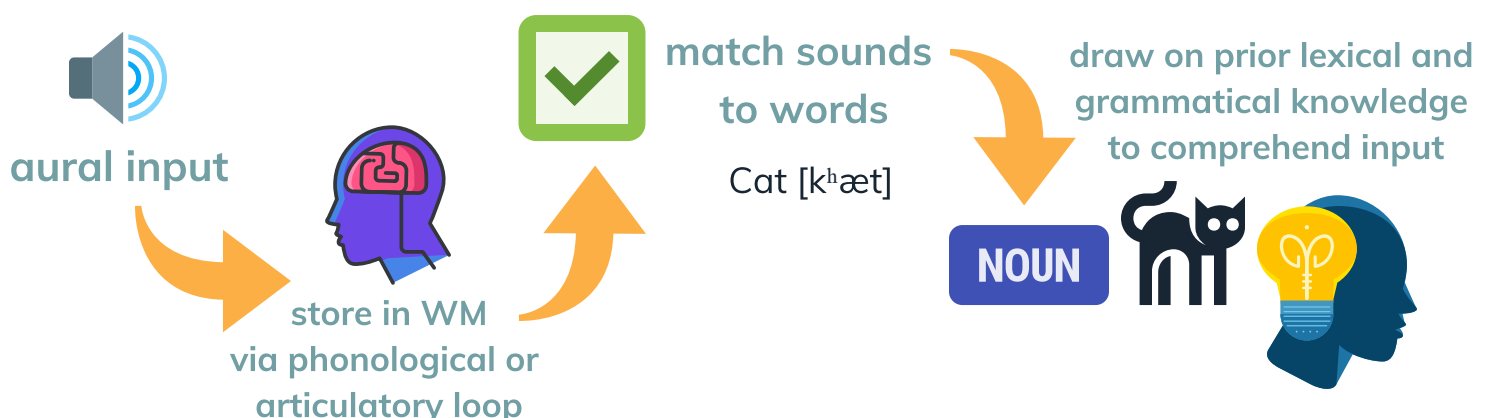 aural input
store in WM
via phonological or
articulatory loop
match sounds
to words
Cat [kʰæt]
draw on prior lexical and
grammatical knowledge
to comprehend input
NOUN